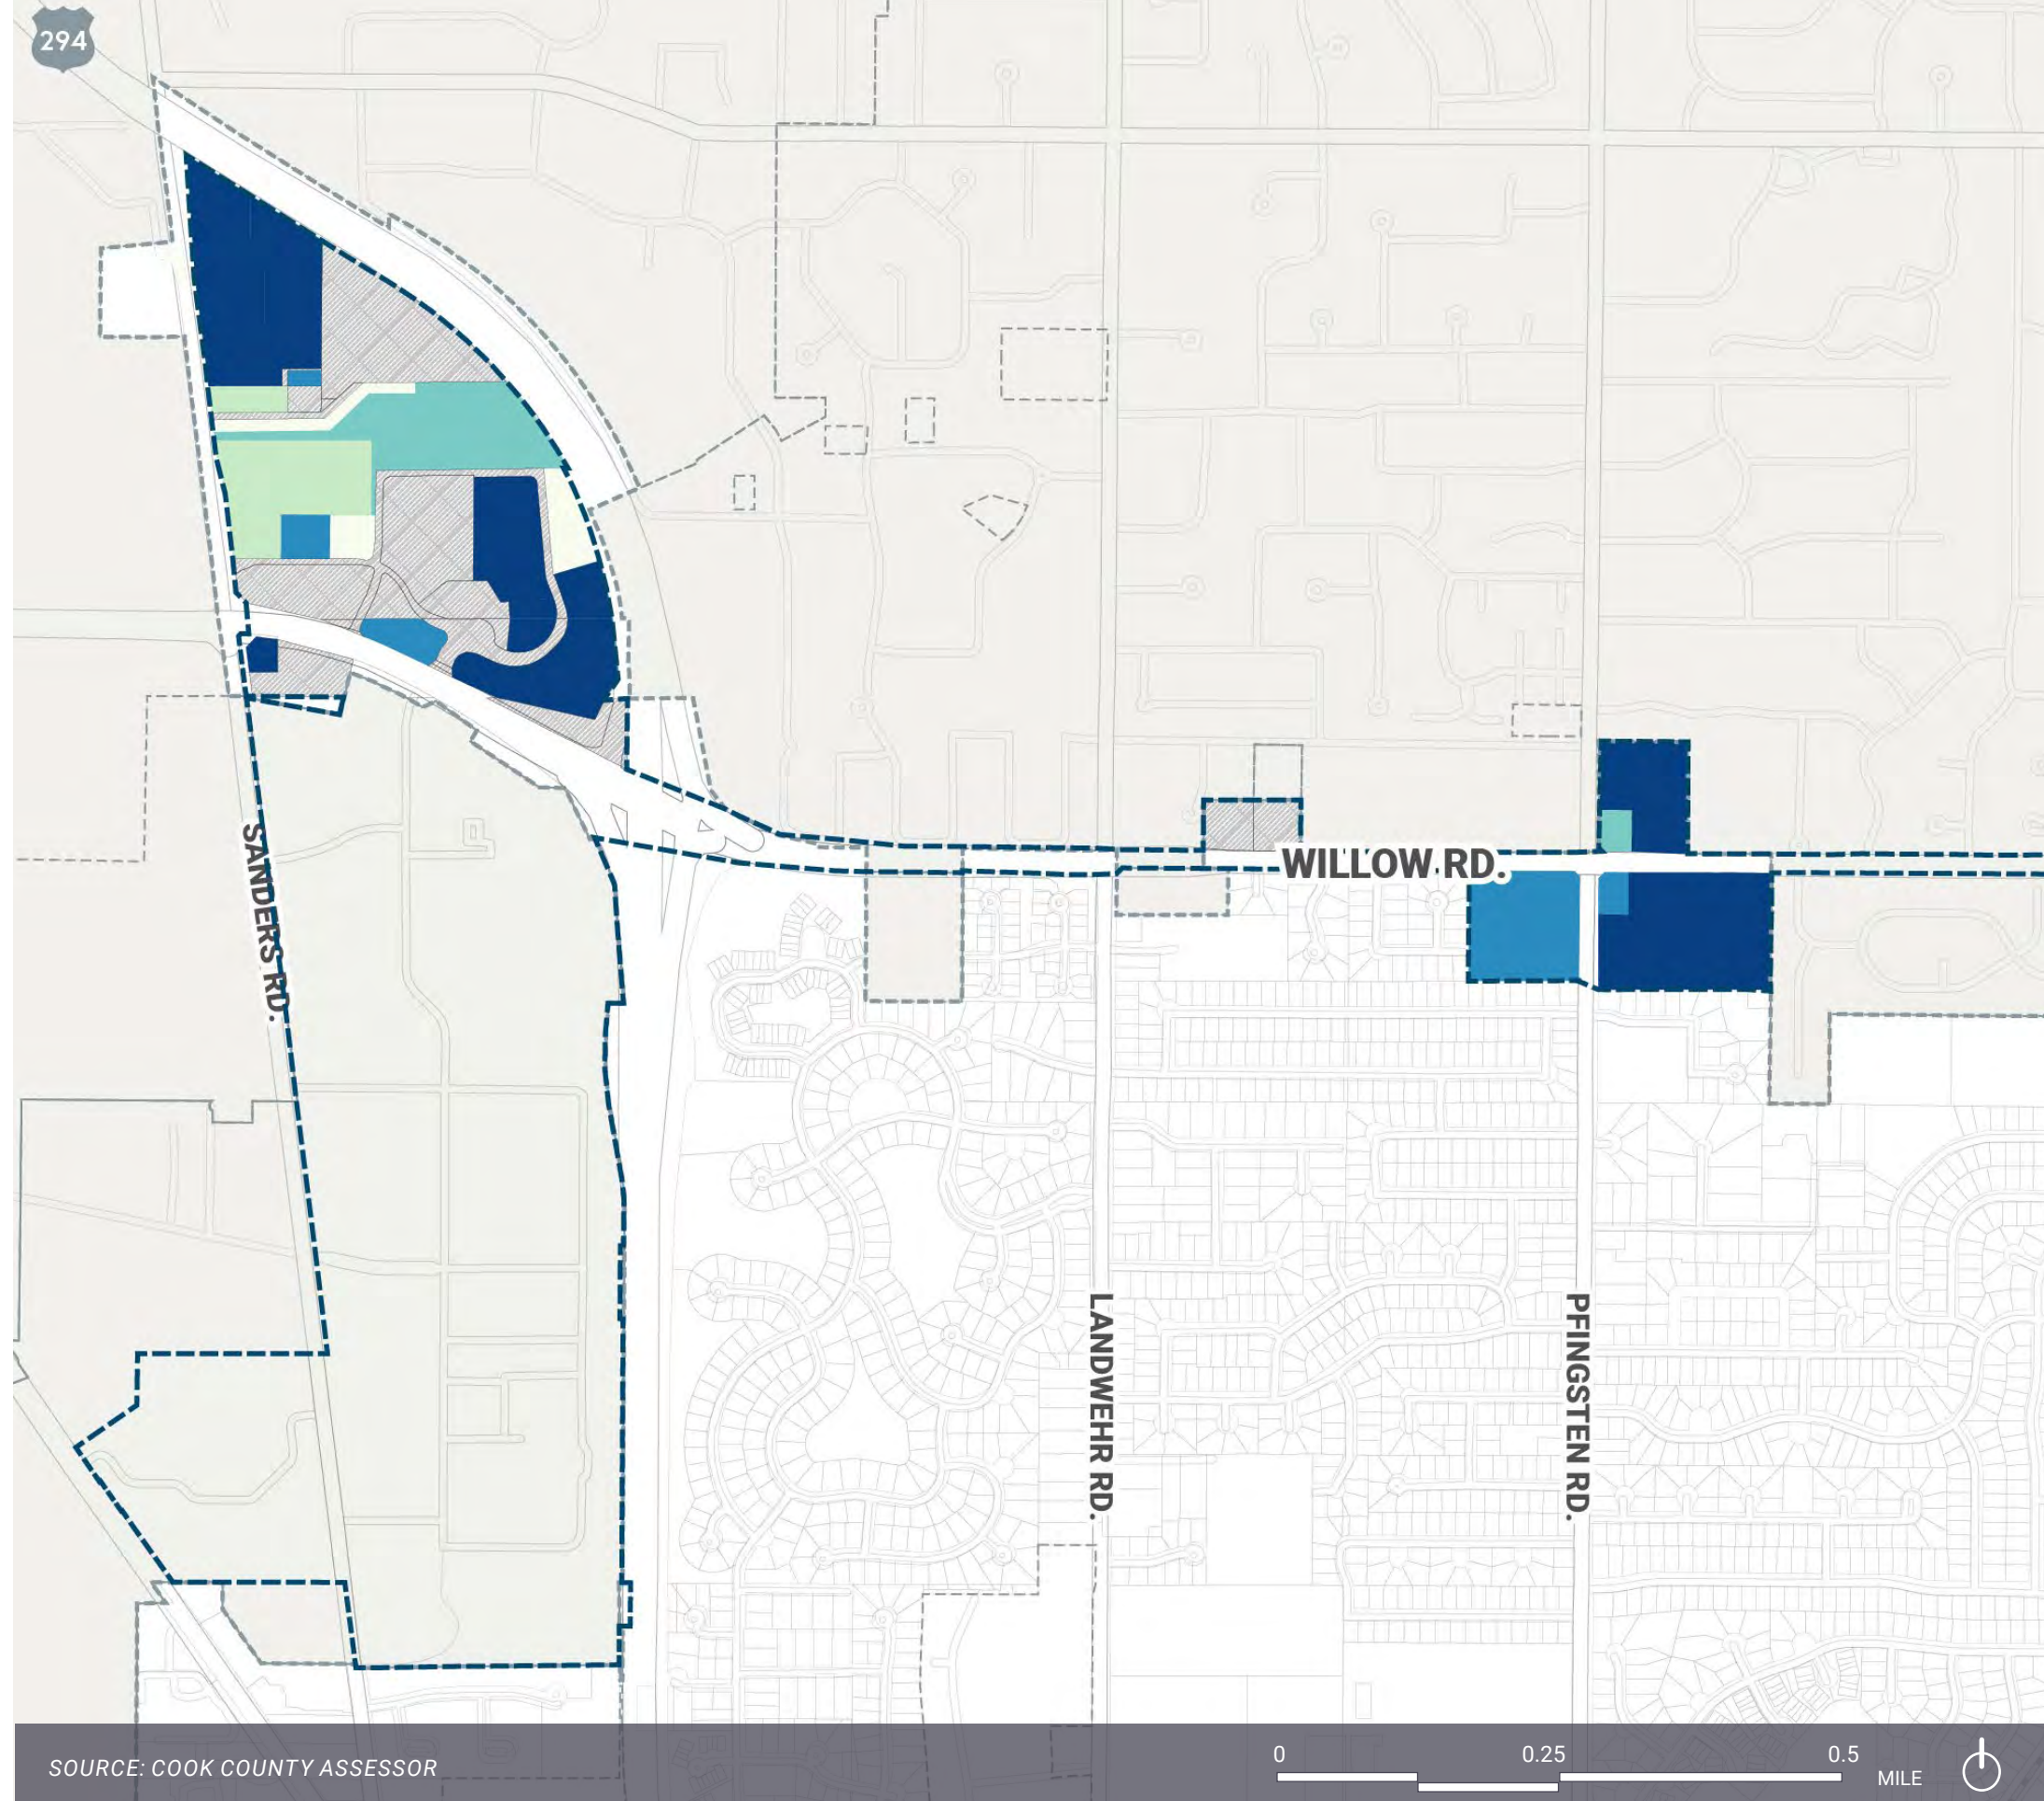 294
WILLOW RD.
SANDERS RD.
LANDWEHR RD.
PFINGSTEN RD.
SOURCE: COOK COUNTY ASSESSOR
0 0.25 0.5
MILE